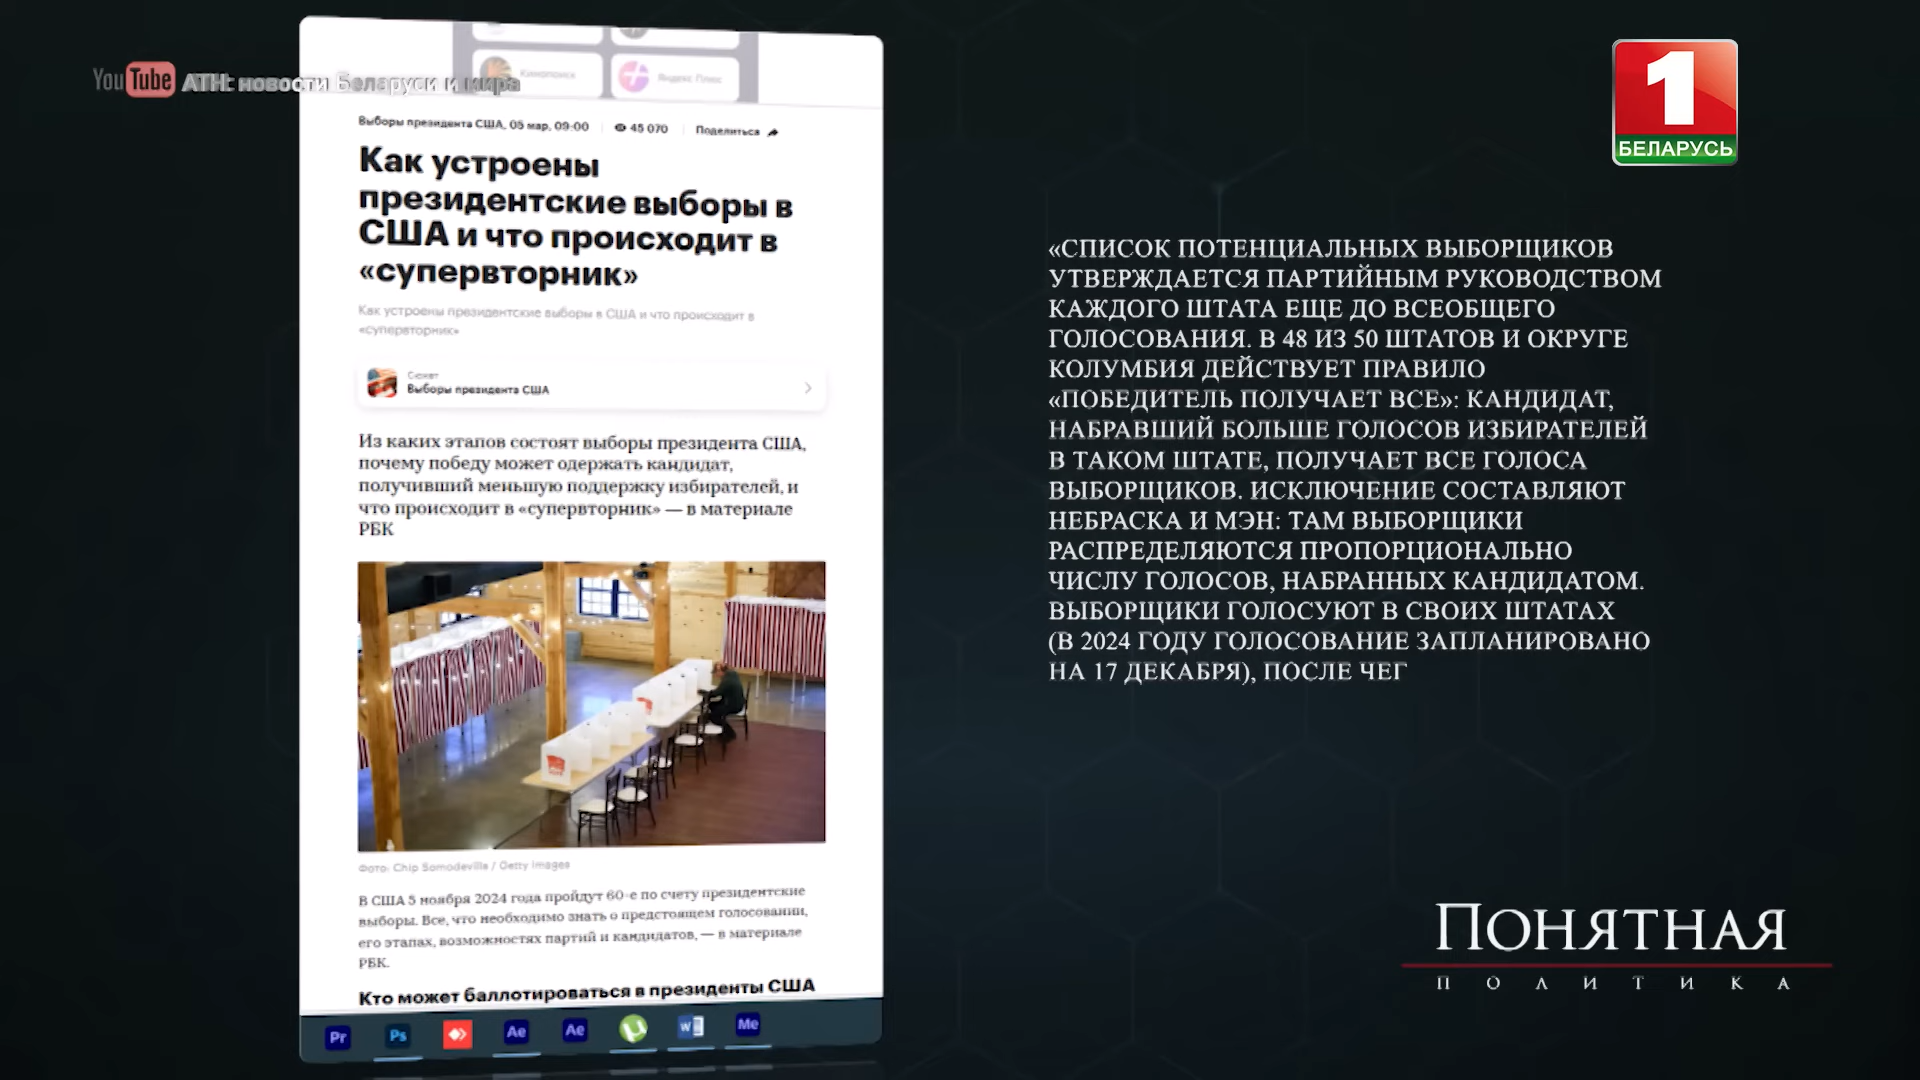 YouTube АТН: новости Беларуси и мира
Кинопоиск
Яндекс Плюс
Выборы президента США, 05 мар, 09:00
45 070
Поделиться
Как устроены
президентские выборы в
США и что происходит в
«супервторник»
Как устроены президентские выборы в США и что происходит в
«супервторник»
Сюжет
Выборы президента США
Из каких этапов состоят выборы президента США,
почему победу может одержать кандидат,
получивший меньшую поддержку избирателей, и
что происходит в «супервторник» — в материале
РБК
Фото: Chip Somodevilla / Getty Images
В США 5 ноября 2024 года пройдут 60-е по счету президентские
выборы. Все, что необходимо знать о предстоящем голосовании,
его этапах, возможностях партий и кандидатов, — в материале
РБК.
Кто может баллотироваться в президенты США
Pr
Ps
Ae
Ae
W
Me
1
БЕЛАРУСЬ
«СПИСОК ПОТЕНЦИАЛЬНЫХ ВЫБОРЩИКОВ
УТВЕРЖДАЕТСЯ ПАРТИЙНЫМ РУКОВОДСТВОМ
КАЖДОГО ШТАТА ЕЩЕ ДО ВСЕОБЩЕГО
ГОЛОСОВАНИЯ. В 48 ИЗ 50 ШТАТОВ И ОКРУГЕ
КОЛУМБИЯ ДЕЙСТВУЕТ ПРАВИЛО
«ПОБЕДИТЕЛЬ ПОЛУЧАЕТ ВСЕ»: КАНДИДАТ,
НАБРАВШИЙ БОЛЬШЕ ГОЛОСОВ ИЗБИРАТЕЛЕЙ
В ТАКОМ ШТАТЕ, ПОЛУЧАЕТ ВСЕ ГОЛОСА
ВЫБОРЩИКОВ. ИСКЛЮЧЕНИЕ СОСТАВЛЯЮТ
НЕБРАСКА И МЭН: ТАМ ВЫБОРЩИКИ
РАСПРЕДЕЛЯЮТСЯ ПРОПОРЦИОНАЛЬНО
ЧИСЛУ ГОЛОСОВ, НАБРАННЫХ КАНДИДАТОМ.
ВЫБОРЩИКИ ГОЛОСУЮТ В СВОИХ ШТАТАХ
(В 2024 ГОДУ ГОЛОСОВАНИЕ ЗАПЛАНИРОВАНО
НА 17 ДЕКАБРЯ), ПОСЛЕ ЧЕГ
ПОНЯТНАЯ
ПОЛИТИКА